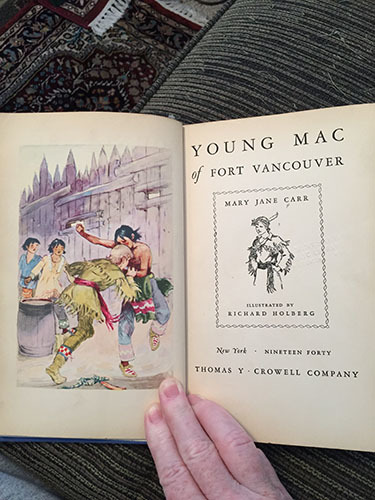 YOUNG MAC
of FORT VANCOUVER
MARY JANE CARR
ILLUSTRATED BY
RICHARD HOLBERG
New York · NINETEEN FORTY
THOMAS Y · CROWELL COMPANY